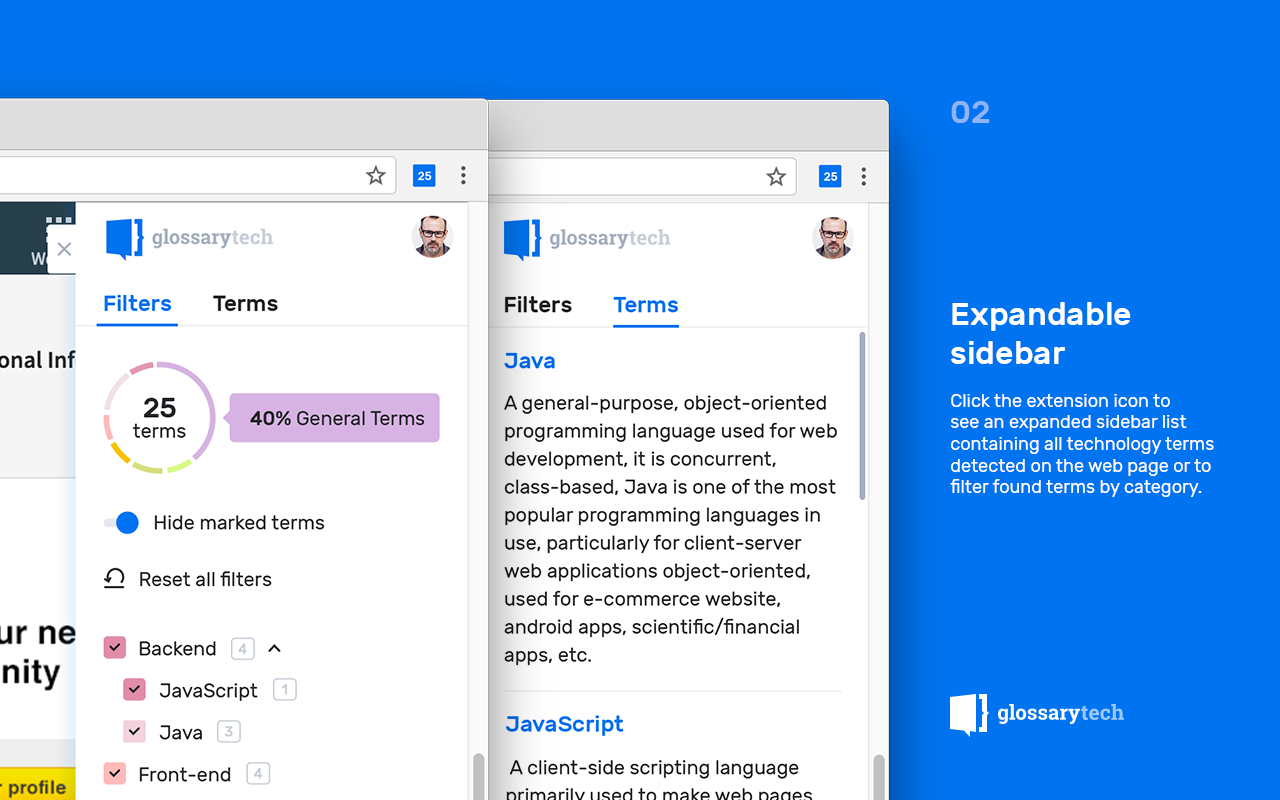 25
We
onal Inf
ur ne
nity
r profile
glossarytech
Filters
Terms
25
terms
40% General Terms
Hide marked terms
Reset all filters
Backend 4
JavaScript 1
Java 3
Front-end 4
25
glossarytech
Filters
Terms
Java
A general-purpose, object-oriented
programming language used for web
development, it is concurrent,
class-based, Java is one of the most
popular programming languages in
use, particularly for client-server
web applications object-oriented,
used for e-commerce website,
android apps, scientific/financial
apps, etc.
JavaScript
A client-side scripting language
primarily used to make web pages
02
Expandable
sidebar
Click the extension icon to
see an expanded sidebar list
containing all technology terms
detected on the web page or to
filter found terms by category.
glossarytech